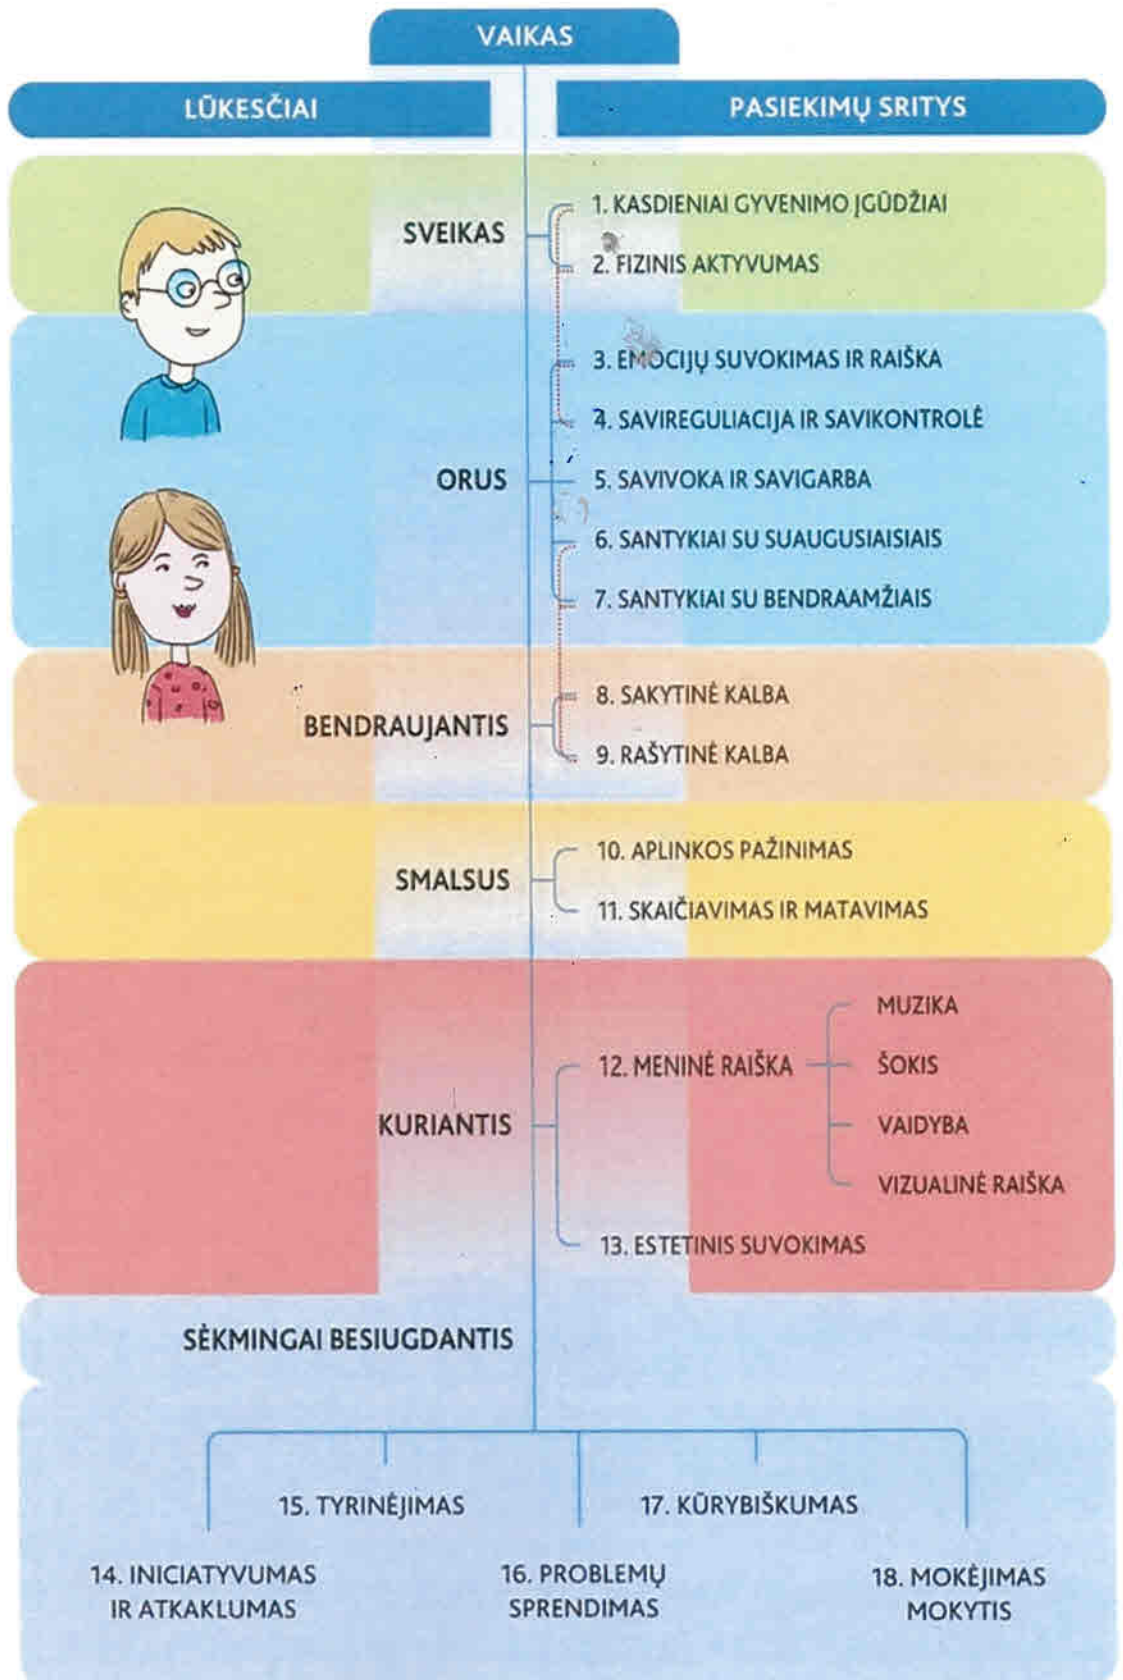 VAIKAS
LŪKESČIAI
PASIEKIMŲ SRITYS
SVEIKAS
1. KASDIENIAI GYVENIMO ĮGŪDŽIAI
2. FIZINIS AKTYVUMAS
ORUS
3. EMOCIJŲ SUVOKIMAS IR RAIŠKA
4. SAVIREGULIACIJA IR SAVIKONTROLĖ
5. SAVIVOKA IR SAVIGARBA
6. SANTYKIAI SU SUAUGUSIAISIAIS
7. SANTYKIAI SU BENDRAAMŽIAIS
BENDRAUJANTIS
8. SAKYTINĖ KALBA
9. RAŠYTINĖ KALBA
SMALSUS
10. APLINKOS PAŽINIMAS
11. SKAIČIAVIMAS IR MATAVIMAS
KURIANTIS
12. MENINĖ RAIŠKA
MUZIKA
ŠOKIS
VAIDYBA
VIZUALINĖ RAIŠKA
13. ESTETINIS SUVOKIMAS
SĖKMINGAI BESIUGDANTIS
14. INICIATYVUMAS
IR ATKAKLUMAS
15. TYRINĖJIMAS
16. PROBLEMŲ
SPRENDIMAS
17. KŪRYBIŠKUMAS
18. MOKĖJIMAS
MOKYTIS